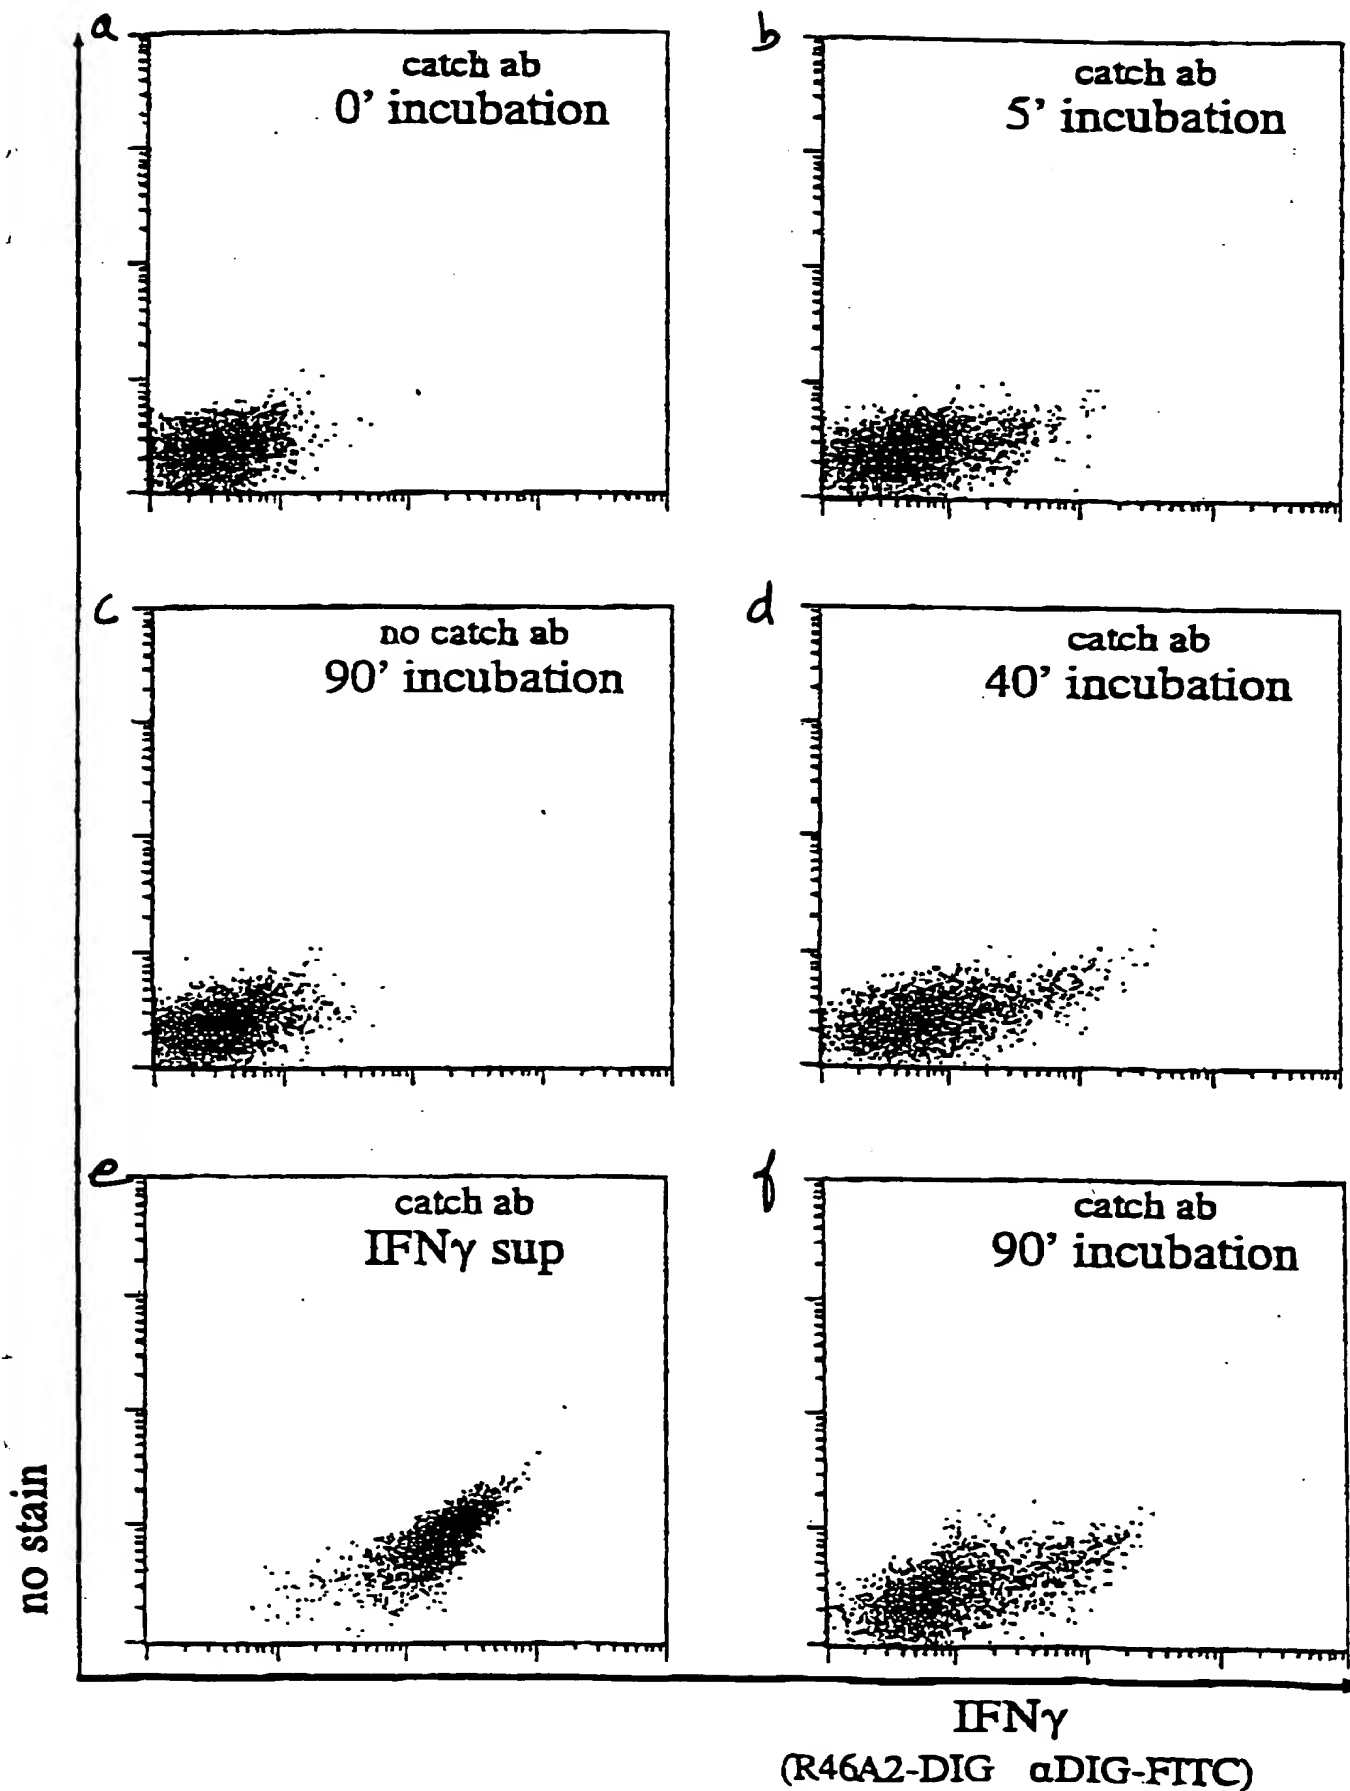 a
catch ab
0' incubation
b
catch ab
5' incubation
c
no catch ab
90' incubation
d
catch ab
40' incubation
e
catch ab
IFNγ sup
f
catch ab
90' incubation
no stain
IFNγ
(R46A2-DIG αDIG-FITC)